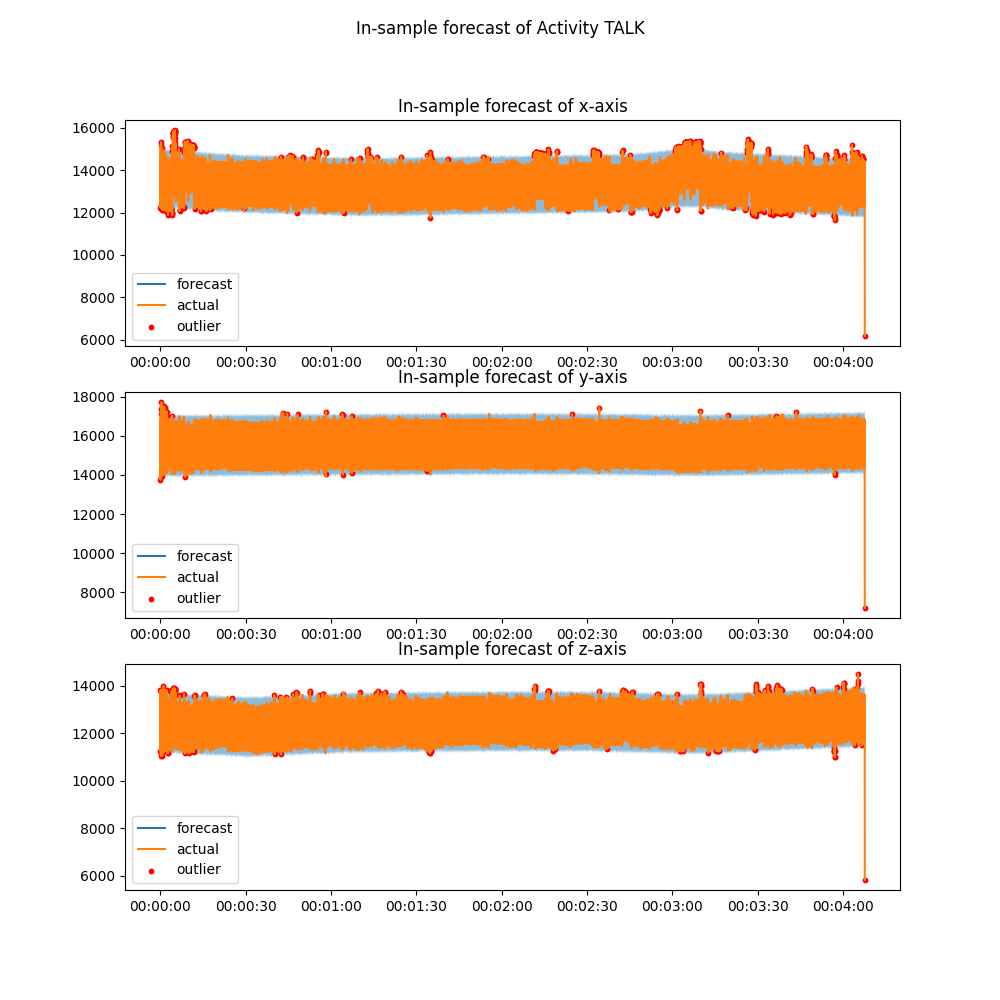 In-sample forecast of Activity TALK
In-sample forecast of x-axis
16000
14000
12000
10000
8000
6000
forecast
actual
outlier
00:00:00 00:00:30 00:01:00 00:01:30 00:02:00 00:02:30 00:03:00 00:03:30 00:04:00
In-sample forecast of y-axis
18000
16000
14000
12000
10000
8000
forecast
actual
outlier
00:00:00 00:00:30 00:01:00 00:01:30 00:02:00 00:02:30 00:03:00 00:03:30 00:04:00
In-sample forecast of z-axis
14000
12000
10000
8000
6000
forecast
actual
outlier
00:00:00 00:00:30 00:01:00 00:01:30 00:02:00 00:02:30 00:03:00 00:03:30 00:04:00